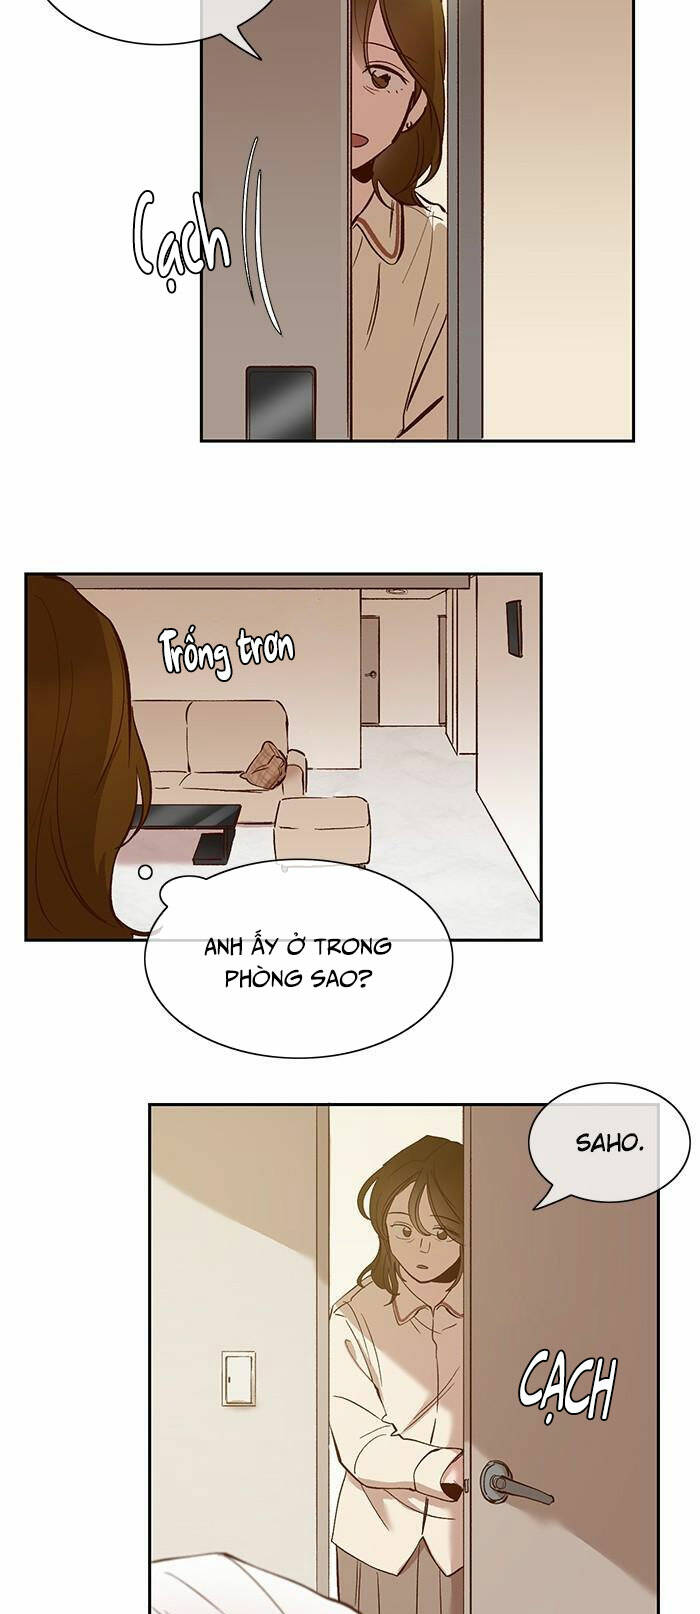 Cạch
Trống trơn
ANH ẤY Ở TRONG
PHÒNG SAO?
SAHO.
CẠCH